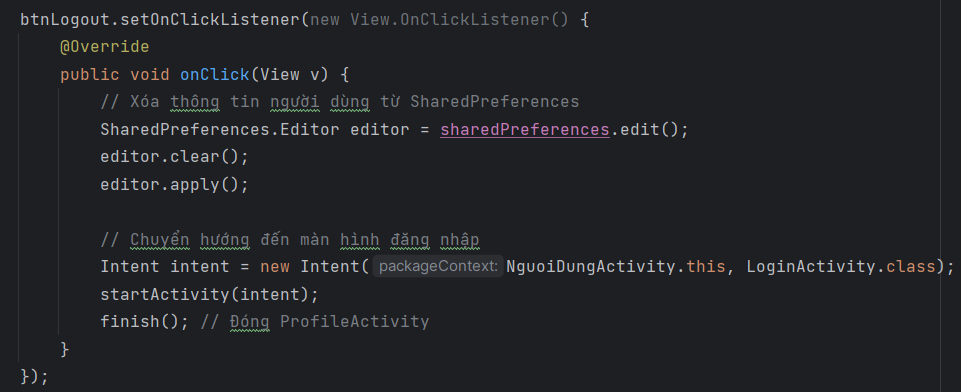 btnLogout.setOnClickListener(new View.OnClickListener() {
@Override
public void onClick(View v) {
// Xóa thông tin người dùng từ SharedPreferences
SharedPreferences.Editor editor = sharedPreferences.edit();
editor.clear();
editor.apply();
// Chuyển hướng đến màn hình đăng nhập
Intent intent = new Intent( packageContext: NguoiDungActivity.this, LoginActivity.class);
startActivity(intent);
finish(); // Đóng ProfileActivity
}
});